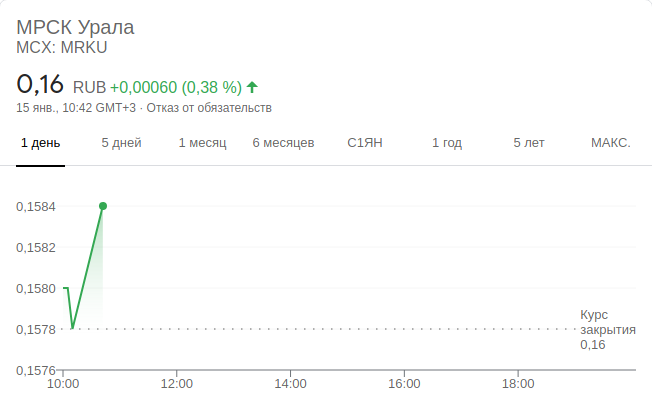 МРСК Урала
MCX: MRKU
0,16 RUB +0,00060 (0,38 %)
15 янв., 10:42 GMT+3 · Отказ от обязательств
1 день 5 дней 1 месяц 6 месяцев С1ЯН 1 год 5 лет МАКС.
0,1584
0,1582
0,1580
0,1578
0,1576
Курс
закрытия
0,16
10:00 12:00 14:00 16:00 18:00